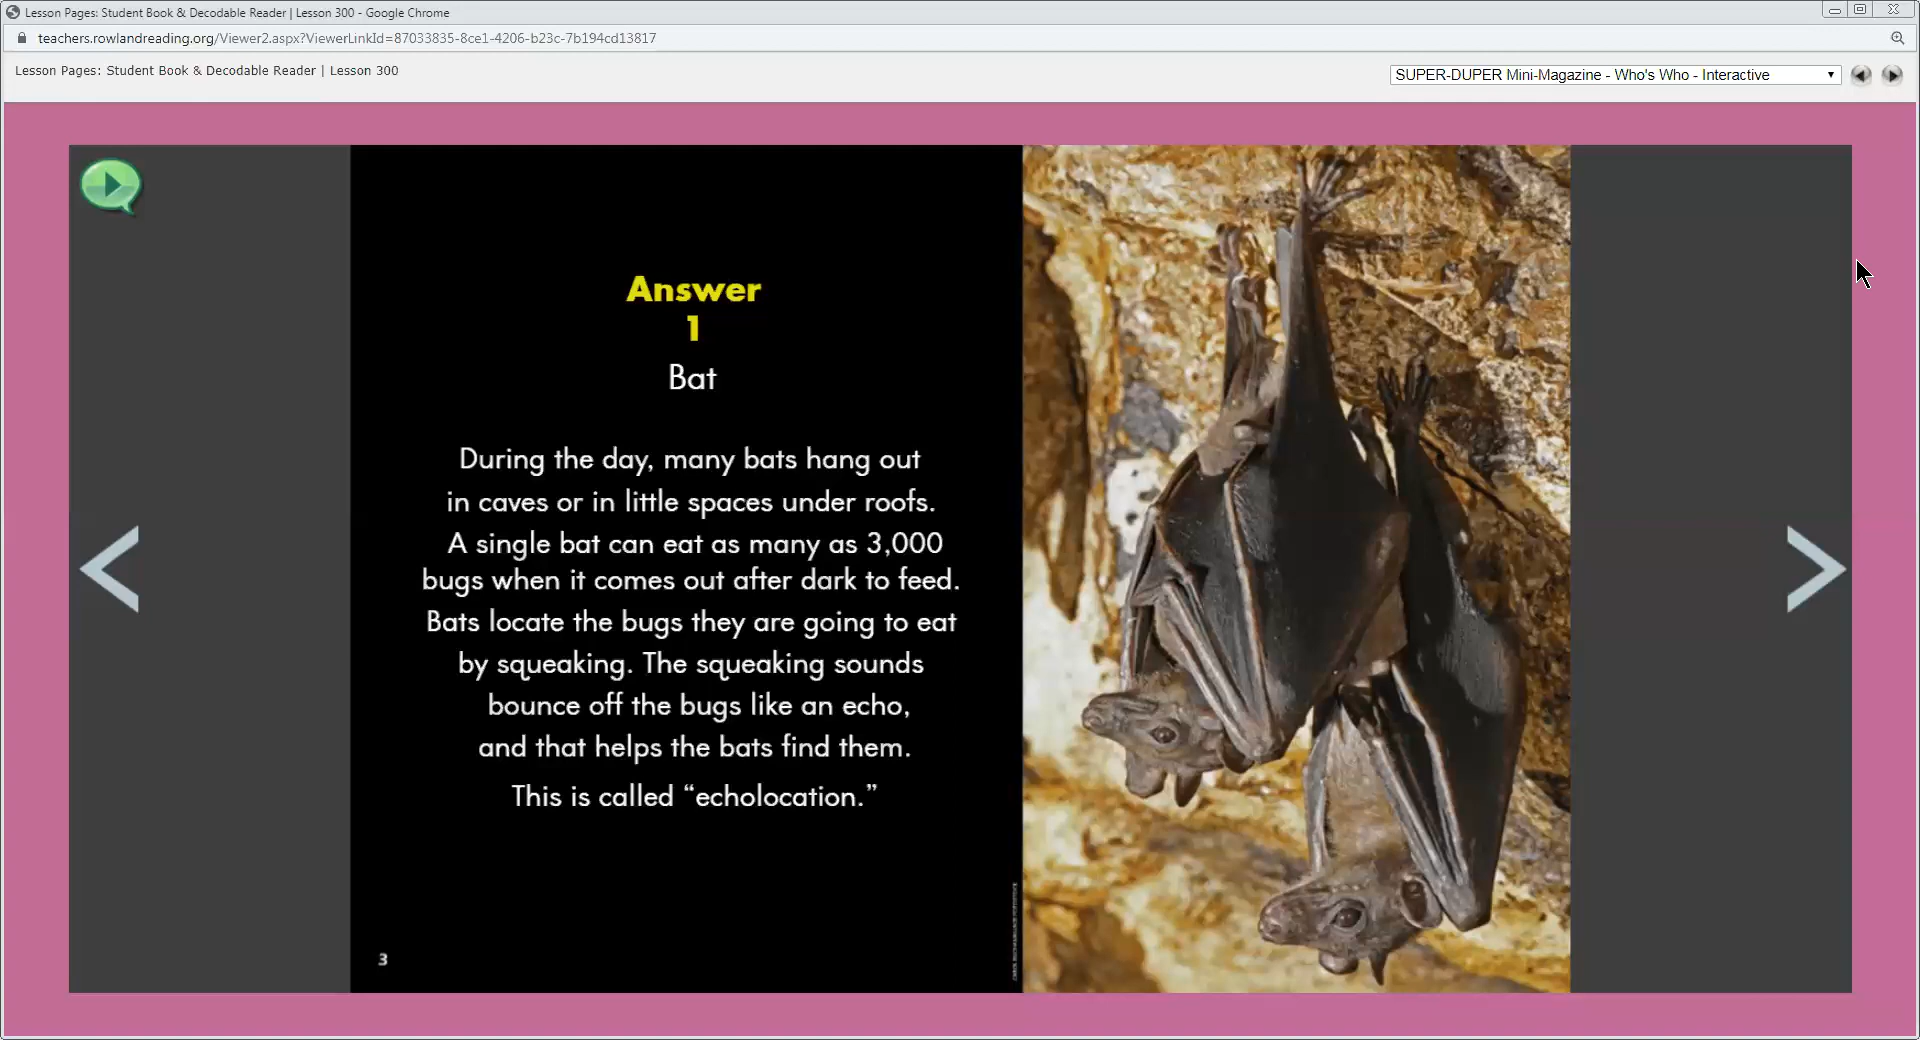 Lesson Pages: Student Book & Decodable Reader | Lesson 300 - Google Chrome
teachers.rowlandreading.org/Viewer2.aspx?ViewerLinkId=87033835-8ce1-4206-b23c-7b194cd13817
Lesson Pages: Student Book & Decodable Reader | Lesson 300
SUPER-DUPER Mini-Magazine - Who's Who - Interactive
Answer
1
Bat
During the day, many bats hang out
in caves or in little spaces under roofs.
A single bat can eat as many as 3,000
bugs when it comes out after dark to feed.
Bats locate the bugs they are going to eat
by squeaking. The squeaking sounds
bounce off the bugs like an echo,
and that helps the bats find them.
This is called “echolocation.”
3